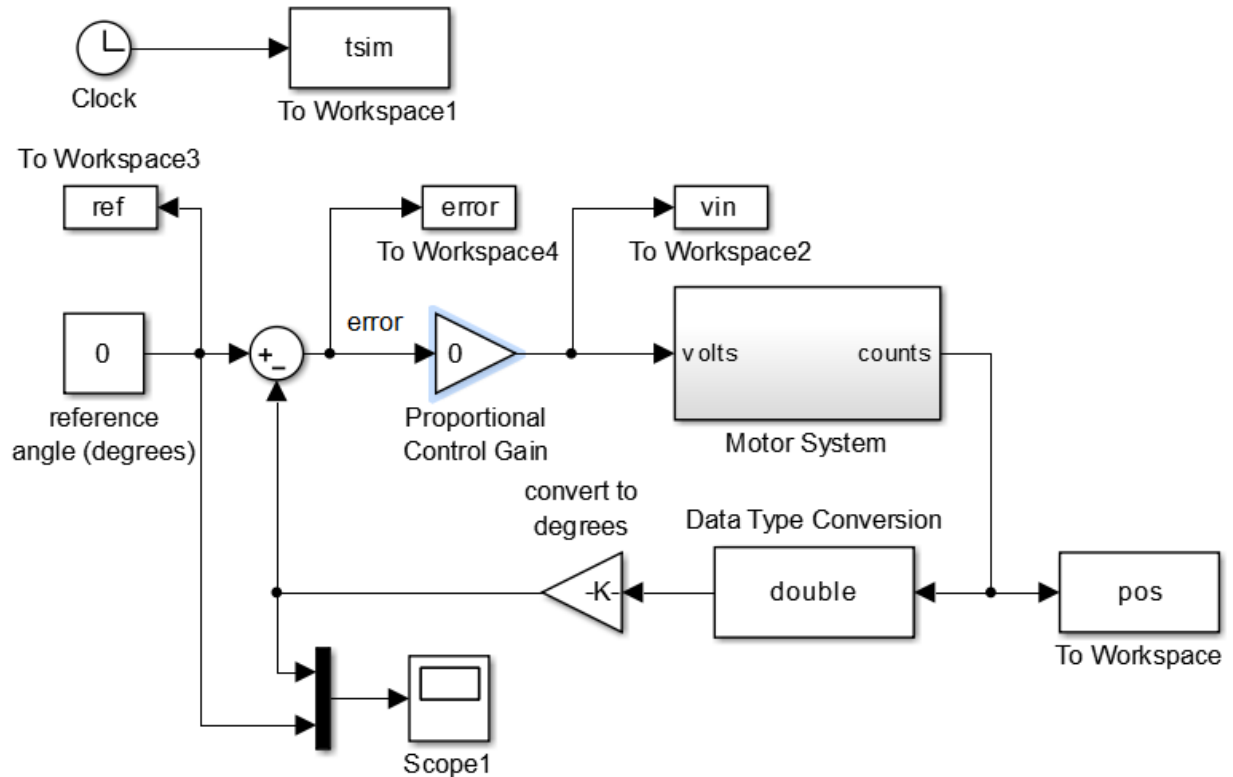 tsim
Clock
To Workspace1
To Workspace3
ref
error
vin
To Workspace4
To Workspace2
error
0
+
-
0
volts
counts
reference
angle (degrees)
Proportional
Control Gain
Motor System
convert to
degrees
Data Type Conversion
-K-
double
pos
To Workspace
Scope1